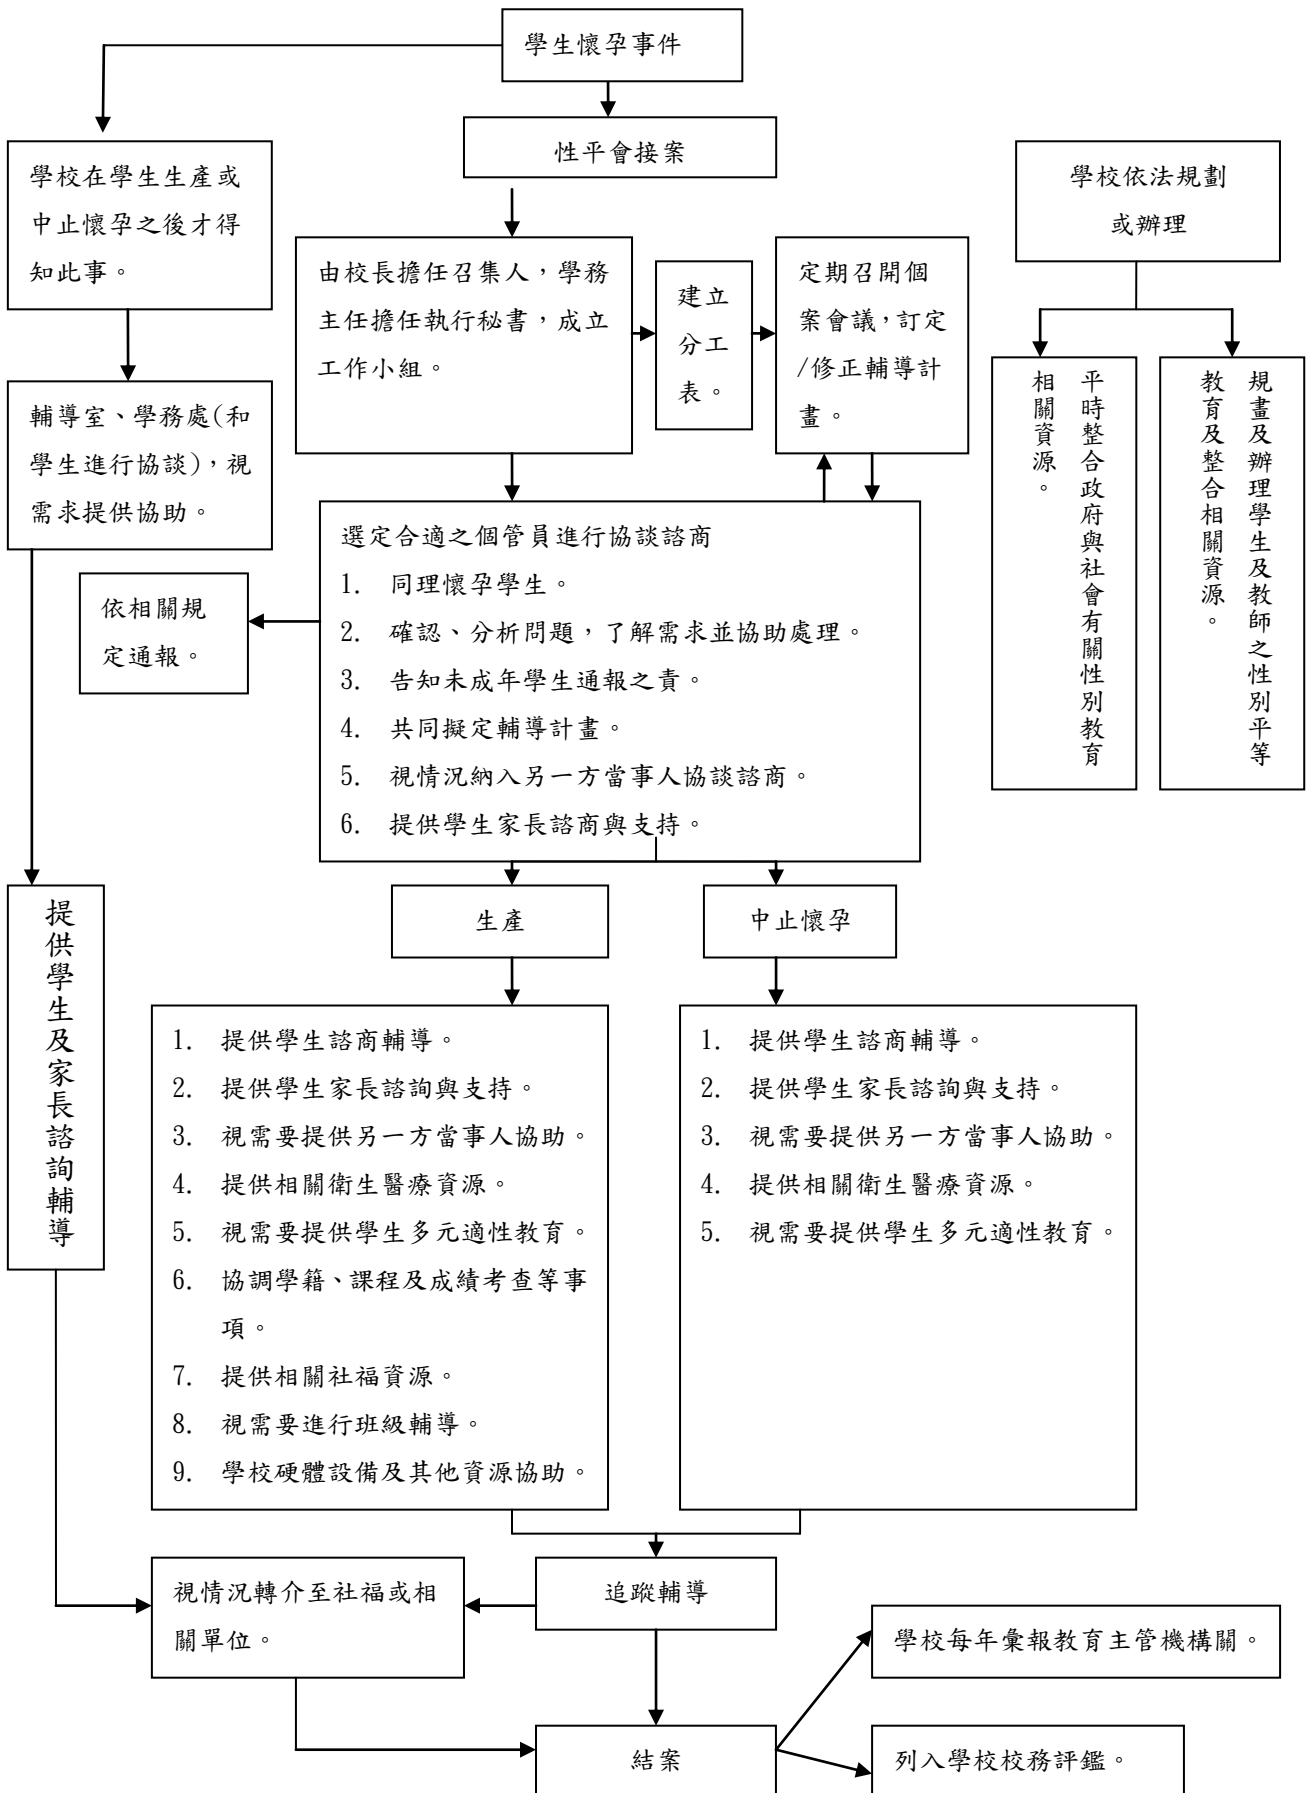 學生懷孕事件
性平會接案
學校在學生生產或
中止懷孕之後才得
知此事。
學校依法規劃
或辦理
由校長擔任召集人，學務
主任擔任執行秘書，成立
工作小組。
建立
分工
表。
定期召開個
案會議，訂定
/修正輔導計
畫。
平時整合政府與社會有關性別教育
相關資源。
規畫及辦理學生及教師之性別平等
教育及整合相關資源。
輔導室、學務處(和
學生進行協談)，視
需求提供協助。
選定合適之個管員進行協談諮商
1. 同理懷孕學生。
2. 確認、分析問題，了解需求並協助處理。
3. 告知未成年學生通報之責。
4. 共同擬定輔導計畫。
5. 視情況納入另一方當事人協談諮商。
6. 提供學生家長諮商與支持。
依相關規
定通報。
提供學生及家長諮詢輔導
生產
中止懷孕
1. 提供學生諮商輔導。
2. 提供學生家長諮詢與支持。
3. 視需要提供另一方當事人協助。
4. 提供相關衛生醫療資源。
5. 視需要提供學生多元適性教育。
6. 協調學籍、課程及成績考查等事
項。
7. 提供相關社福資源。
8. 視需要進行班級輔導。
9. 學校硬體設備及其他資源協助。
1. 提供學生諮商輔導。
2. 提供學生家長諮詢與支持。
3. 視需要提供另一方當事人協助。
4. 提供相關衛生醫療資源。
5. 視需要提供學生多元適性教育。
視情況轉介至社福或相
關單位。
追蹤輔導
學校每年彙報教育主管機構關。
結案
列入學校校務評鑑。